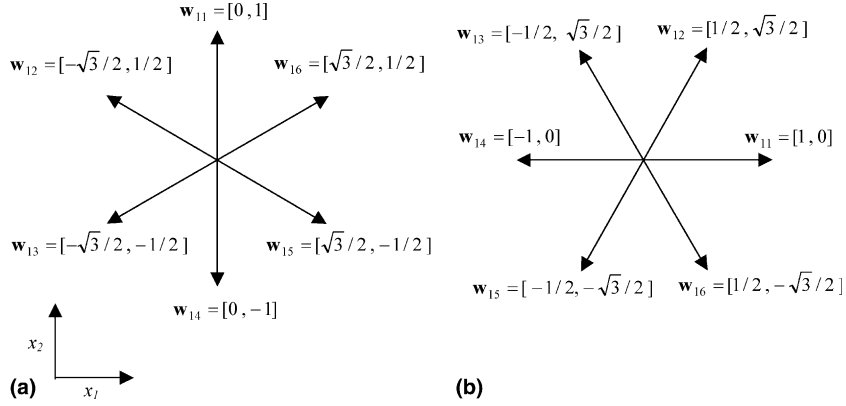 w₁₁ = [0, 1]
w₁₂ = [−√3 / 2, 1/ 2 ]
w₁₆ = [√3 / 2, 1/ 2 ]
w₁₃ = [−√3 / 2, −1/ 2 ]
w₁₅ = [√3 / 2, −1/ 2 ]
w₁₄ = [0, −1]
x₂
x₁
(a)
w₁₃ = [−1/ 2, √3 / 2 ]
w₁₂ = [1/ 2, √3 / 2 ]
w₁₄ = [−1, 0]
w₁₁ = [1, 0]
w₁₅ = [ −1/ 2, −√3 / 2 ]
w₁₆ = [1/ 2, −√3 / 2]
(b)